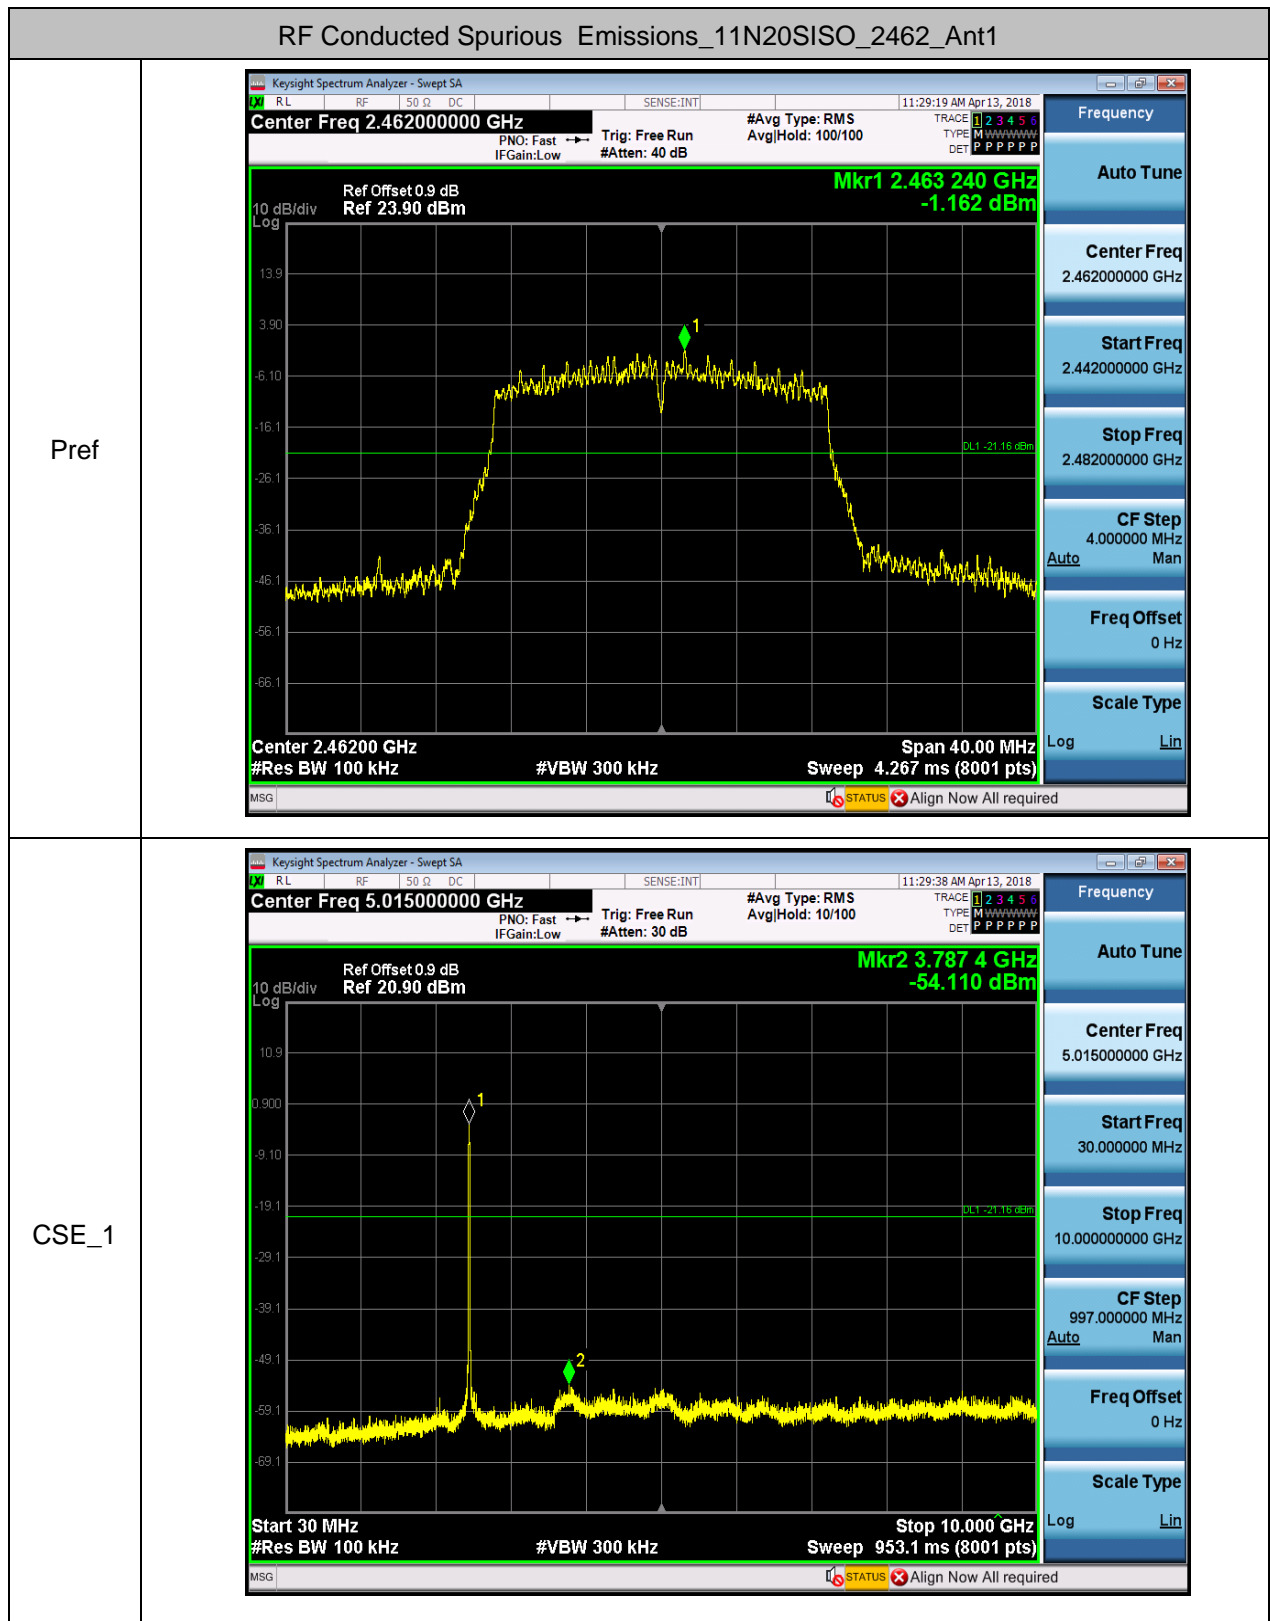 RF Conducted Spurious Emissions_11N20SISO_2462_Ant1
Pref
Keysight Spectrum Analyzer - Swept SA
LXI RL RF 50 Ω DC SENSE:INT 11:29:19 AM Apr 13, 2018
Center Freq 2.462000000 GHz
PNO: Fast
IFGain:Low
Trig: Free Run
#Atten: 40 dB
#Avg Type: RMS
Avg|Hold: 100/100
TRACE 1 2 3 4 5 6
TYPE M WWWWW
DET P P P P P P
Mkr1 2.463 240 GHz
-1.162 dBm
Ref Offset 0.9 dB
10 dB/div Ref 23.90 dBm
Log
13.9
3.90
-6.10
-16.1
-26.1
-36.1
-46.1
-56.1
-66.1
1
DL1 -21.16 dBm
Center 2.46200 GHz Span 40.00 MHz
#Res BW 100 kHz #VBW 300 kHz Sweep 4.267 ms (8001 pts)
MSG STATUS Align Now All required
Frequency
Auto Tune
Center Freq
2.462000000 GHz
Start Freq
2.442000000 GHz
Stop Freq
2.482000000 GHz
CF Step
4.000000 MHz
Auto Man
Freq Offset
0 Hz
Scale Type
Log Lin
CSE_1
Keysight Spectrum Analyzer - Swept SA
LXI RL RF 50 Ω DC SENSE:INT 11:29:38 AM Apr 13, 2018
Center Freq 5.015000000 GHz
PNO: Fast
IFGain:Low
Trig: Free Run
#Atten: 30 dB
#Avg Type: RMS
Avg|Hold: 10/100
TRACE 1 2 3 4 5 6
TYPE M WWWWW
DET P P P P P P
Mkr2 3.787 4 GHz
-54.110 dBm
Ref Offset 0.9 dB
10 dB/div Ref 20.90 dBm
Log
10.9
0.900
-9.10
-19.1
-29.1
-39.1
-49.1
-59.1
-69.1
1
2
DL1 -21.16 dBm
Start 30 MHz Stop 10.000 GHz
#Res BW 100 kHz #VBW 300 kHz Sweep 953.1 ms (8001 pts)
MSG STATUS Align Now All required
Frequency
Auto Tune
Center Freq
5.015000000 GHz
Start Freq
30.000000 MHz
Stop Freq
10.000000000 GHz
CF Step
997.000000 MHz
Auto Man
Freq Offset
0 Hz
Scale Type
Log Lin